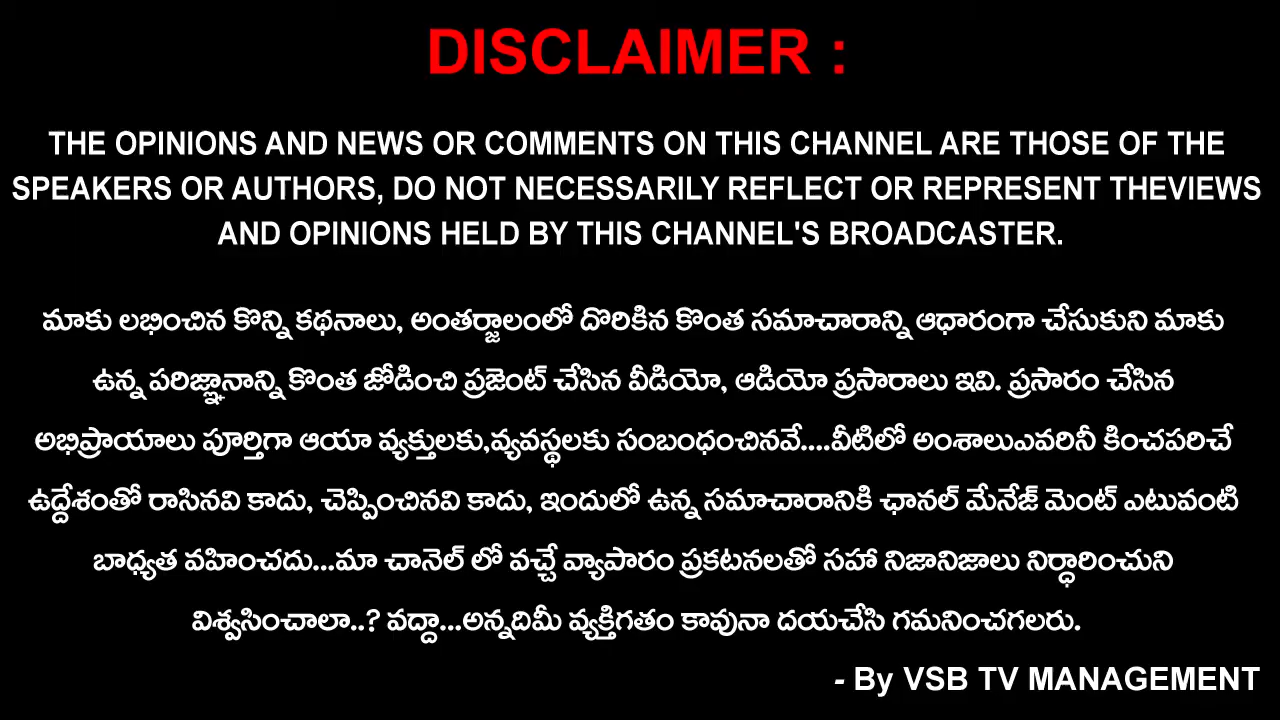 DISCLAIMER :
THE OPINIONS AND NEWS OR COMMENTS ON THIS CHANNEL ARE THOSE OF THE
SPEAKERS OR AUTHORS, DO NOT NECESSARILY REFLECT OR REPRESENT THEVIEWS
AND OPINIONS HELD BY THIS CHANNEL'S BROADCASTER.
మాకు లభించిన కొన్ని కథనాలు, అంతర్జాలంలో దొరికిన కొంత సమాచారాన్ని ఆధారంగా చేసుకుని మాకు
ఉన్న పరిజ్ఞానాన్ని కొంత జోడించి ప్రజెంట్ చేసిన వీడియో, ఆడియో ప్రసారాలు ఇవి. ప్రసారం చేసిన
అభిప్రాయాలు పూర్తిగా ఆయా వ్యక్తులకు,వ్యవస్థలకు సంబంధంచినవే....వీటిలో అంశాలుఎవరినీ కించపరిచే
ఉద్దేశంతో రాసినవి కాదు, చెప్పించినవి కాదు, ఇందులో ఉన్న సమాచారానికి ఛానల్ మేనేజ్ మెంట్ ఎటువంటి
బాధ్యత వహించదు...మా చానెల్ లో వచ్చే వ్యాపారం ప్రకటనలతో సహా నిజానిజాలు నిర్ధారించుని
విశ్వసించాలా..? వద్దా...అన్నదిమీ వ్యక్తిగతం కావునా దయచేసి గమనించగలరు.
- By VSB TV MANAGEMENT